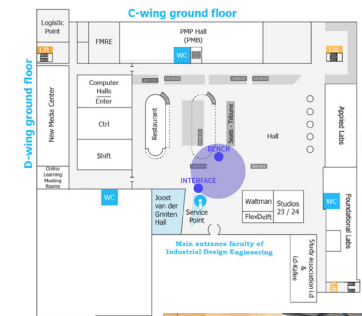 C-wing ground floor
Logistic
Point
FMRE
PMP Hall
(PMB)
WC
Lift
Lift
D-wing ground floor
New Media Center
Computer
Halls
Enter
Ctrl
Shift
Restaurant
Seats - Tribune
Hall
Applied Labs
BENCH
INTERFACE
Online
Learning
Meeting
Rooms
WC
Joost
van der
Grinten
Hall
Service
Point
Waltman
FlexDelft
Studios
23 / 24
WC
Foundational Labs
Main entrance faculty of
Industrial Design Engineering
Study association i.d
&
I.d-Kafee